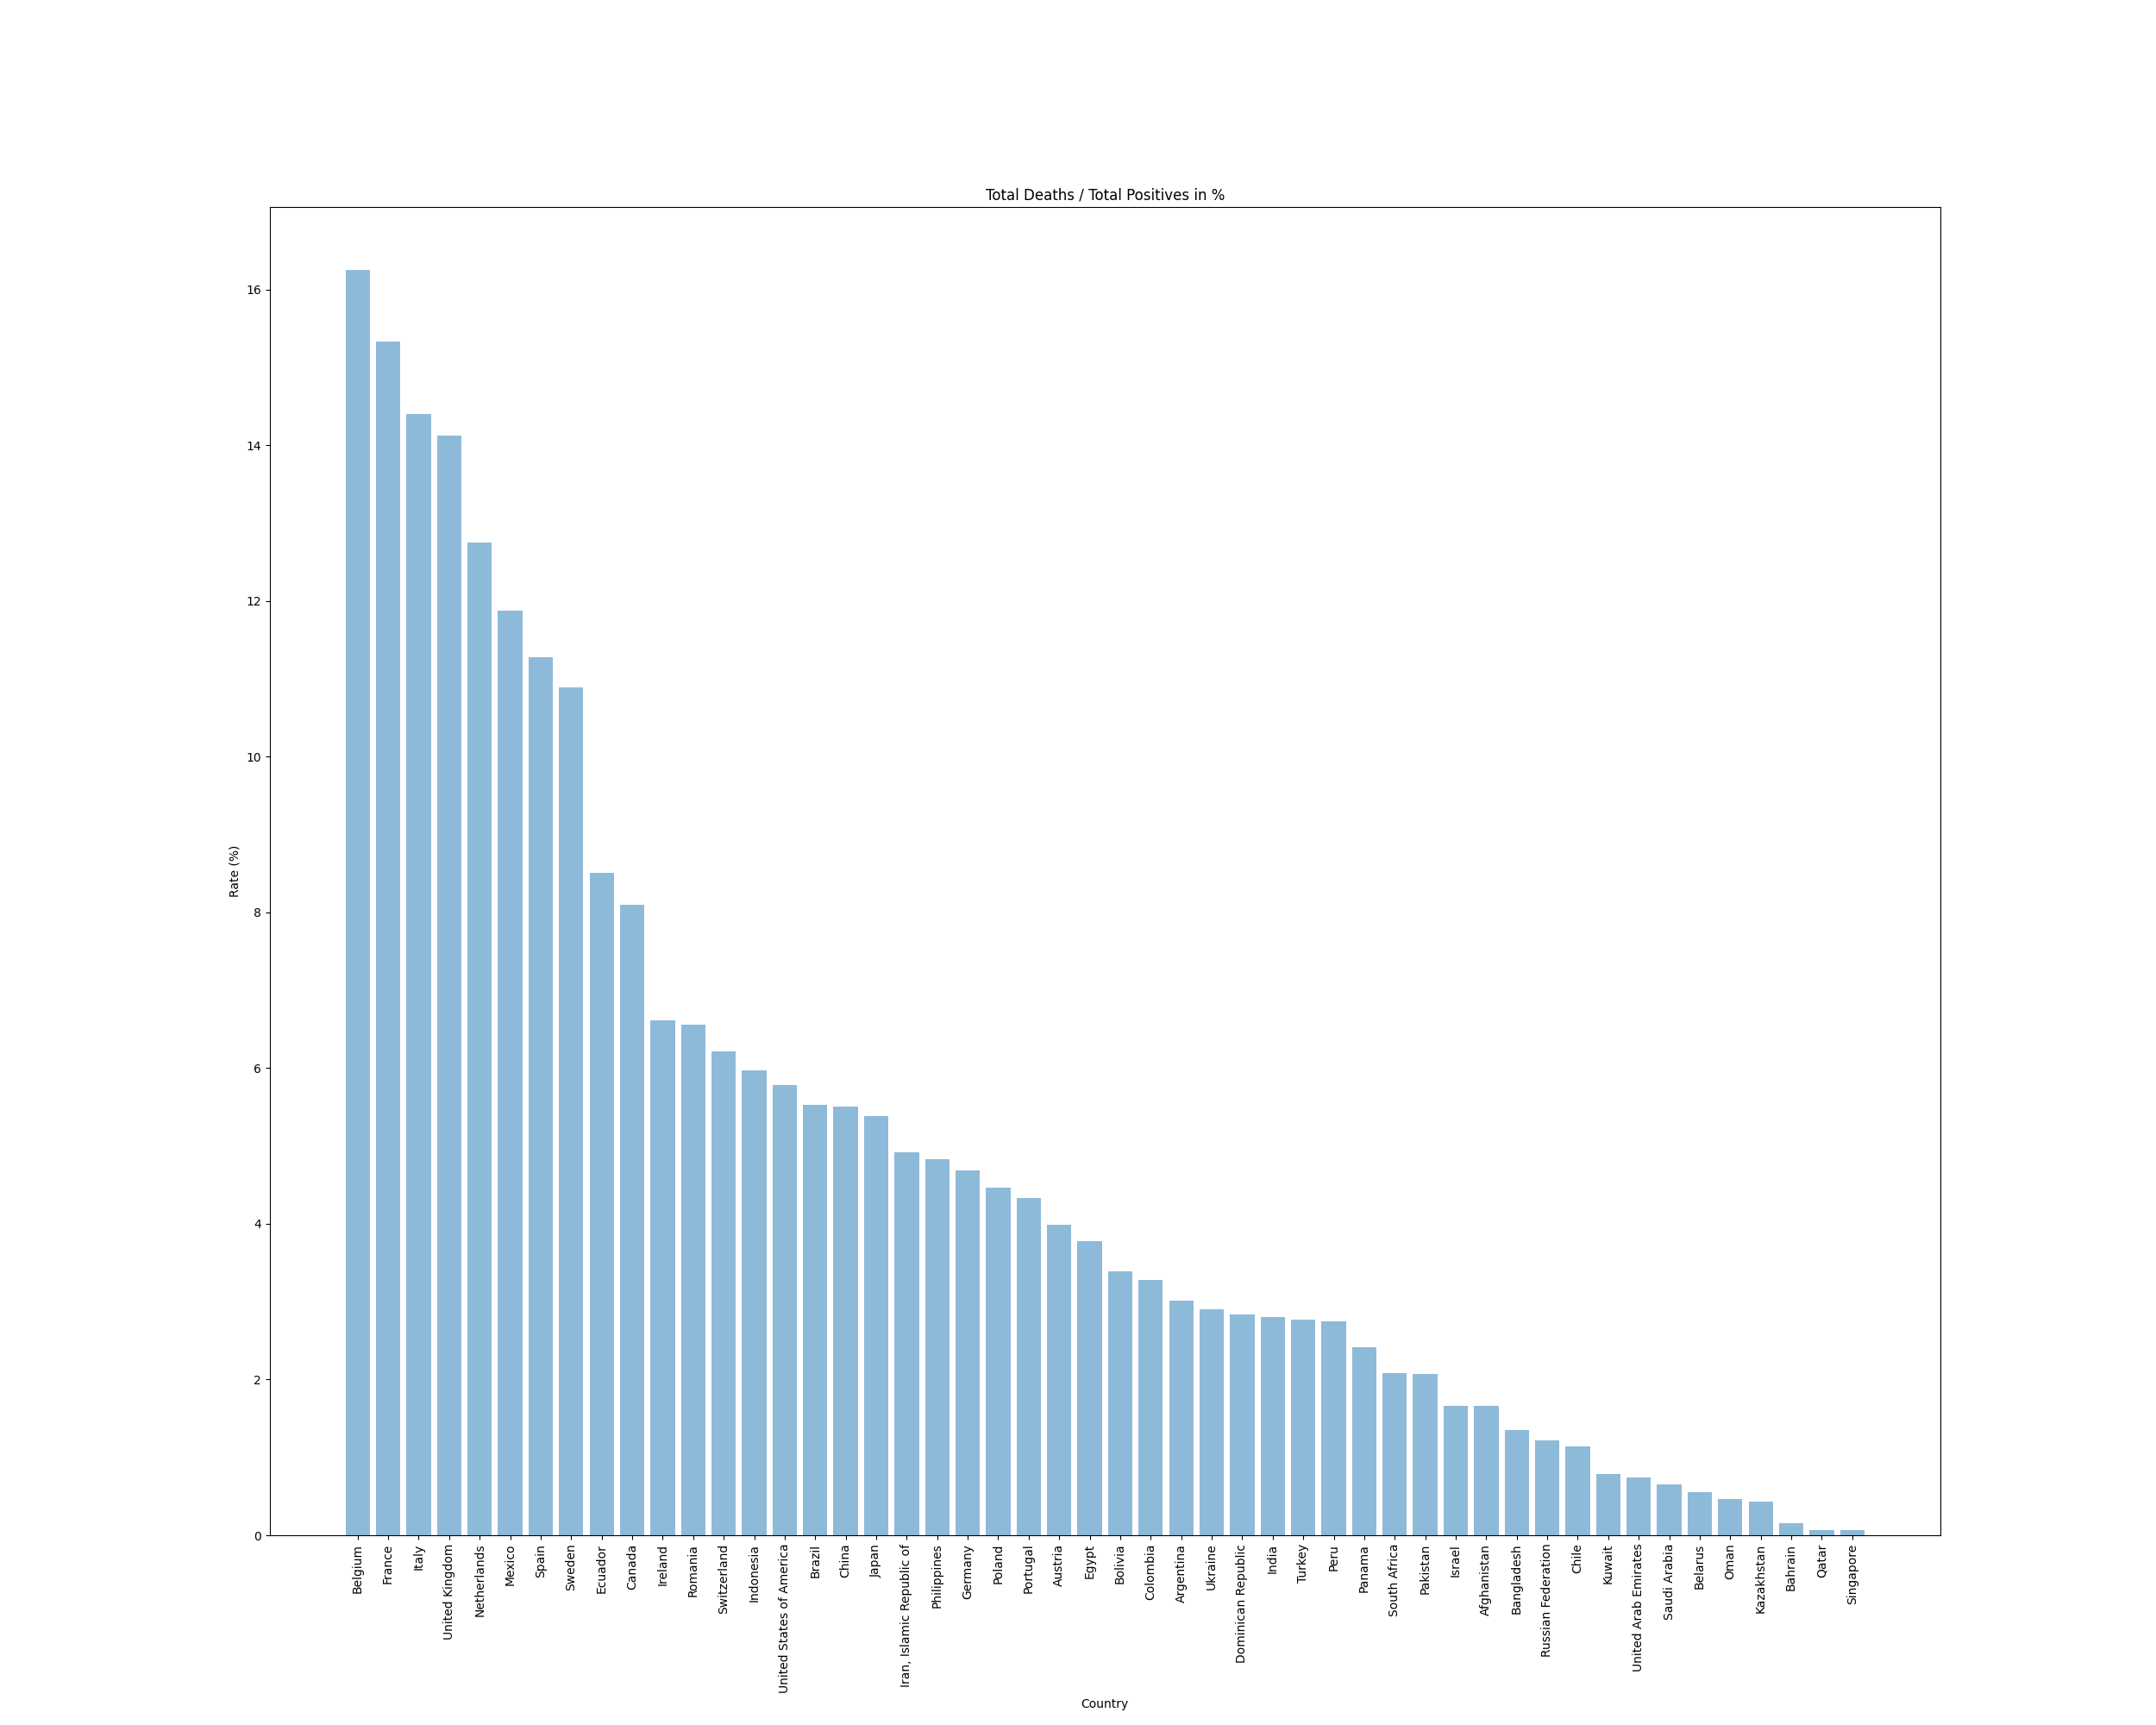 Total Deaths / Total Positives in %
16
14
12
10
8
6
4
2
0
Rate (%)
Belgium
France
Italy
United Kingdom
Netherlands
Mexico
Spain
Sweden
Ecuador
Canada
Ireland
Romania
Switzerland
Indonesia
United States of America
Brazil
China
Japan
Iran, Islamic Republic of
Philippines
Germany
Poland
Portugal
Austria
Egypt
Bolivia
Colombia
Argentina
Ukraine
Dominican Republic
India
Turkey
Peru
Panama
South Africa
Pakistan
Israel
Afghanistan
Bangladesh
Russian Federation
Chile
Kuwait
United Arab Emirates
Saudi Arabia
Belarus
Oman
Kazakhstan
Bahrain
Qatar
Singapore
Country